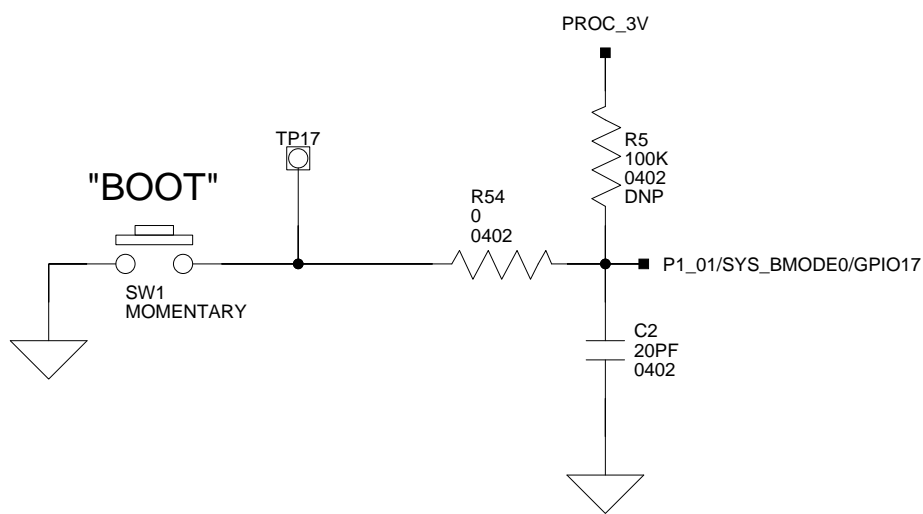 PROC_3V
TP17
R5
100K
0402
DNP
"BOOT"
R54
0
0402
P1_01/SYS_BMODE0/GPIO17
SW1
MOMENTARY
C2
20PF
0402